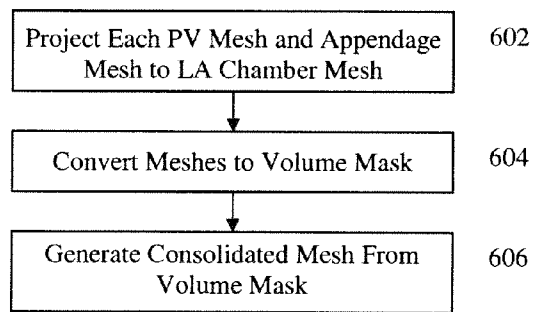 Project Each PV Mesh and Appendage
Mesh to LA Chamber Mesh
602
Convert Meshes to Volume Mask
604
Generate Consolidated Mesh From
Volume Mask
606